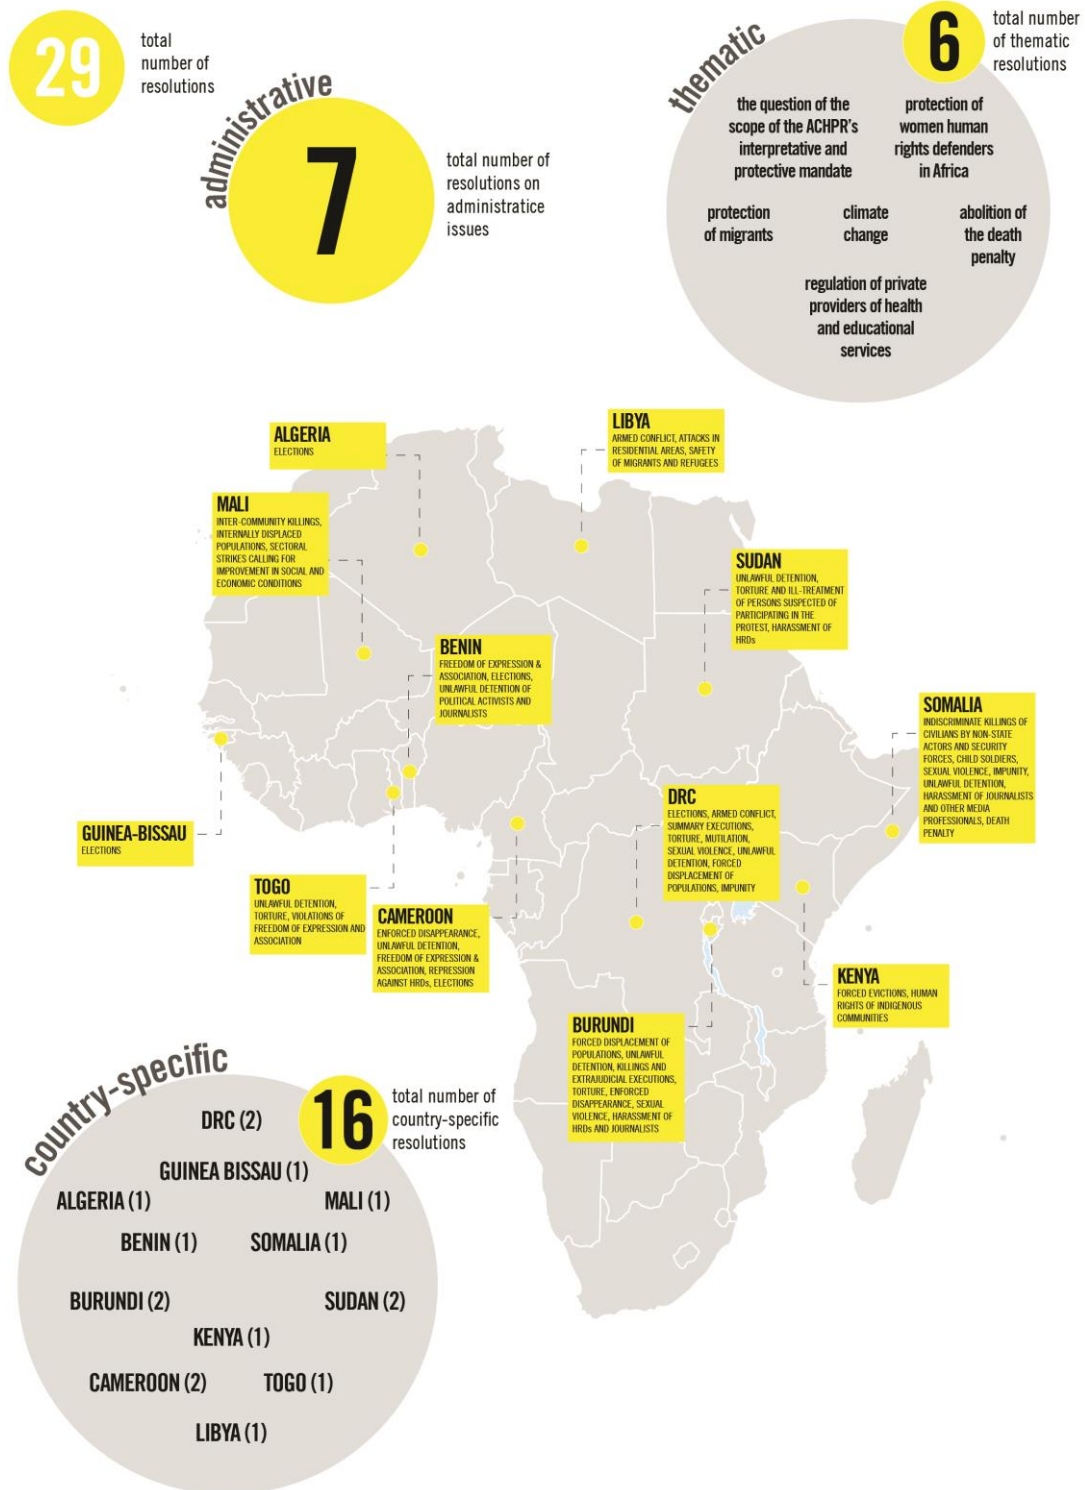 29
total
number of
resolutions
administrative
7
total number of
resolutions on
administratice
issues
thematic
6
total number
of thematic
resolutions
the question of the
scope of the ACHPR's
interpretative and
protective mandate
protection of
women human
rights defenders
in Africa
protection
of migrants
climate
change
abolition of
the death
penalty
regulation of private
providers of health
and educational
services
ALGERIA
ELECTIONS
LIBYA
ARMED CONFLICT, ATTACKS IN
RESIDENTIAL AREAS, SAFETY
OF MIGRANTS AND REFUGEES
MALI
INTER-COMMUNITY KILLINGS,
INTERNALLY DISPLACED
POPULATIONS, SECTORAL
STRIKES CALLING FOR
IMPROVEMENT IN SOCIAL AND
ECONOMIC CONDITIONS
SUDAN
UNLAWFUL DETENTION,
TORTURE AND ILL-TREATMENT
OF PERSONS SUSPECTED OF
PARTICIPATING IN THE
PROTEST, HARASSMENT OF
HRDs
BENIN
FREEDOM OF EXPRESSION &
ASSOCIATION, ELECTIONS,
UNLAWFUL DETENTION OF
POLITICAL ACTIVISTS AND
JOURNALISTS
SOMALIA
INDISCRIMINATE KILLINGS OF
CIVILIANS BY NON-STATE
ACTORS AND SECURITY
FORCES, CHILD SOLDIERS,
SEXUAL VIOLENCE, IMPUNITY,
UNLAWFUL DETENTION,
HARASSMENT OF JOURNALISTS
AND OTHER MEDIA
PROFESSIONALS, DEATH
PENALTY
DRC
ELECTIONS, ARMED CONFLICT,
SUMMARY EXECUTIONS,
TORTURE, MUTILATION,
SEXUAL VIOLENCE, UNLAWFUL
DETENTION, FORCED
DISPLACEMENT OF
POPULATIONS, IMPUNITY
GUINEA-BISSAU
ELECTIONS
TOGO
UNLAWFUL DETENTION,
TORTURE, VIOLATIONS OF
FREEDOM OF EXPRESSION AND
ASSOCIATION
CAMEROON
ENFORCED DISAPPEARANCE,
UNLAWFUL DETENTION,
FREEDOM OF EXPRESSION &
ASSOCIATION, REPRESSION
AGAINST HRDs, ELECTIONS
KENYA
FORCED EVICTIONS, HUMAN
RIGHTS OF INDIGENOUS
COMMUNITIES
BURUNDI
FORCED DISPLACEMENT OF
POPULATIONS, UNLAWFUL
DETENTION, KILLINGS AND
EXTRAJUDICIAL EXECUTIONS,
TORTURE, ENFORCED
DISAPPEARANCE, SEXUAL
VIOLENCE, HARASSMENT OF
HRDs AND JOURNALISTS
country-specific
16
total number of
country-specific
resolutions
DRC (2)
GUINEA BISSAU (1)
ALGERIA (1)
MALI (1)
BENIN (1)
SOMALIA (1)
BURUNDI (2)
SUDAN (2)
KENYA (1)
CAMEROON (2)
TOGO (1)
LIBYA (1)